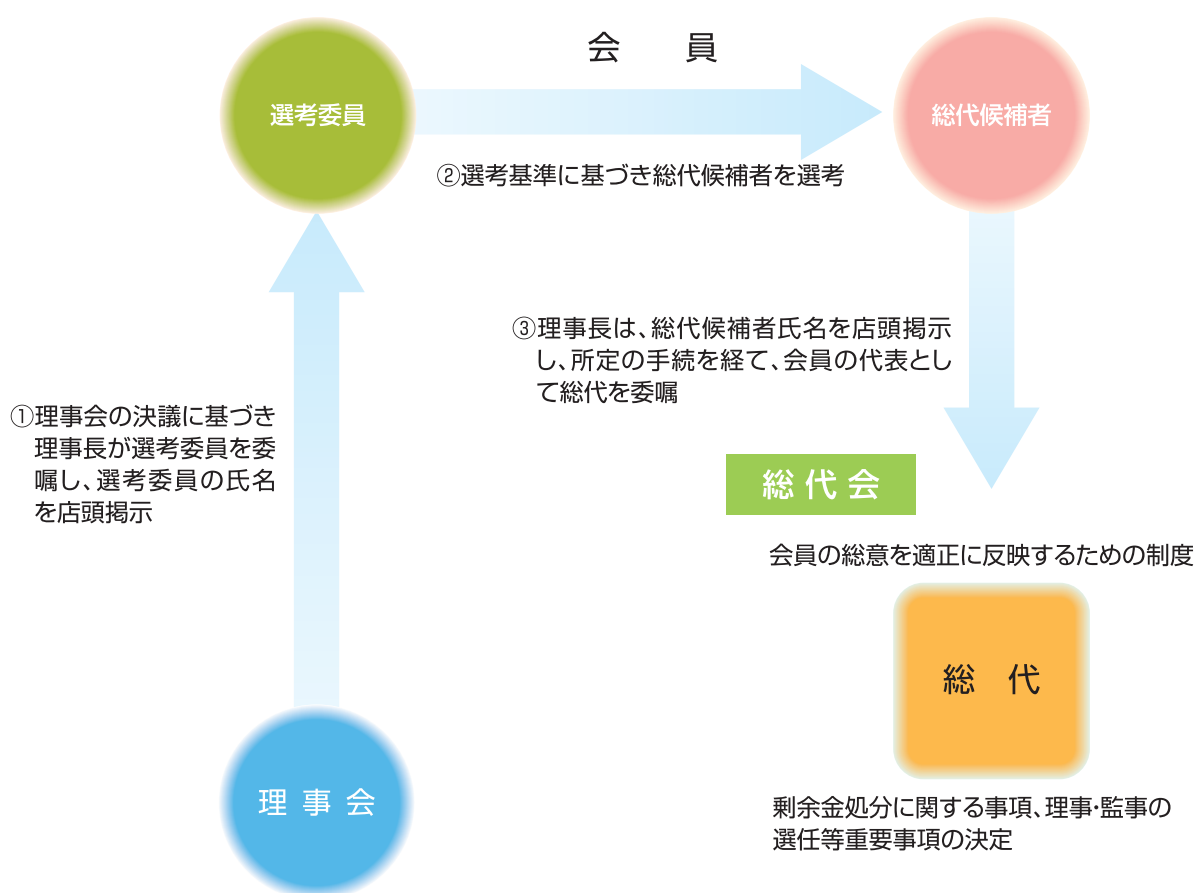 会 員
選考委員
総代候補者
②選考基準に基づき総代候補者を選考
③理事長は、総代候補者氏名を店頭掲示
し、所定の手続を経て、会員の代表とし
て総代を委嘱
①理事会の決議に基づき
理事長が選考委員を委
嘱し、選考委員の氏名
を店頭掲示
総代会
会員の総意を適正に反映するための制度
総 代
理事会
剰余金処分に関する事項、理事・監事の
選任等重要事項の決定